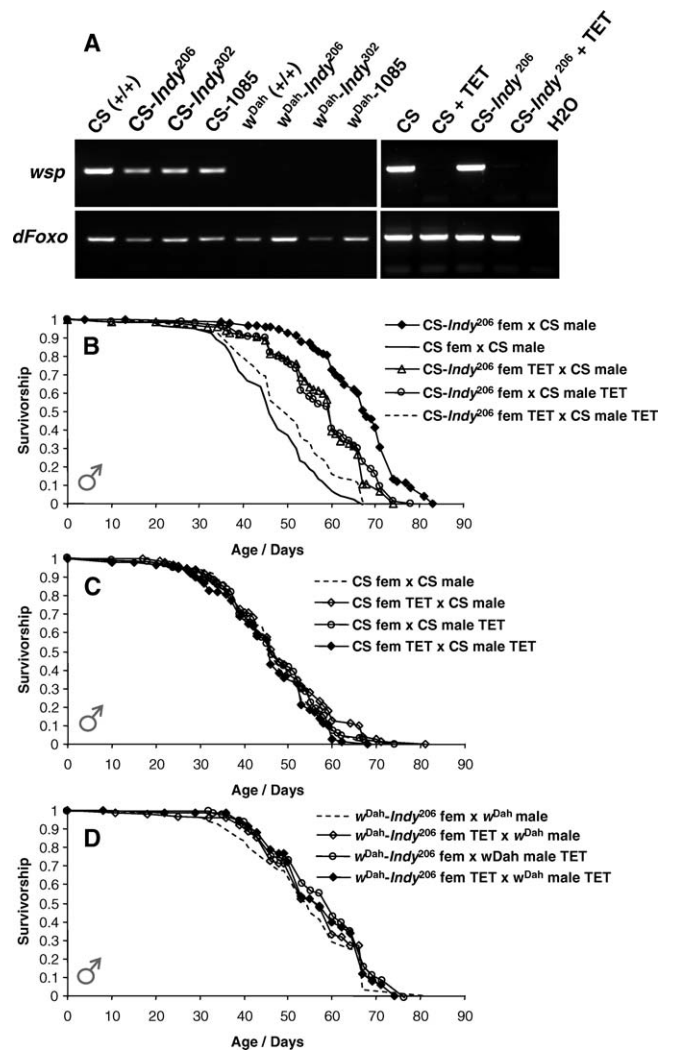 A
CS (+/+)
CS-Indy206
CS-Indy302
CS-1085
wDah (+/+)
wDah-Indy206
wDah-Indy302
wDah-1085
CS
CS + TET
CS-Indy206
CS-Indy206 + TET
H2O
wsp
dFoxo
B
CS-Indy206 fem x CS male
CS fem x CS male
CS-Indy206 fem TET x CS male
CS-Indy206 fem x CS male TET
CS-Indy206 fem TET x CS male TET
Survivorship
1
0.9
0.8
0.7
0.6
0.5
0.4
0.3
0.2
0.1
0
♂
0 10 20 30 40 50 60 70 80 90
Age / Days
C
CS fem x CS male
CS fem TET x CS male
CS fem x CS male TET
CS fem TET x CS male TET
Survivorship
1
0.9
0.8
0.7
0.6
0.5
0.4
0.3
0.2
0.1
0
♂
0 10 20 30 40 50 60 70 80 90
Age / Days
D
wDah-Indy206 fem x wDah male
wDah-Indy206 fem TET x wDah male
wDah-Indy206 fem x wDah male TET
wDah-Indy206 fem TET x wDah male TET
Survivorship
1
0.9
0.8
0.7
0.6
0.5
0.4
0.3
0.2
0.1
0
♂
0 10 20 30 40 50 60 70 80 90
Age / Days